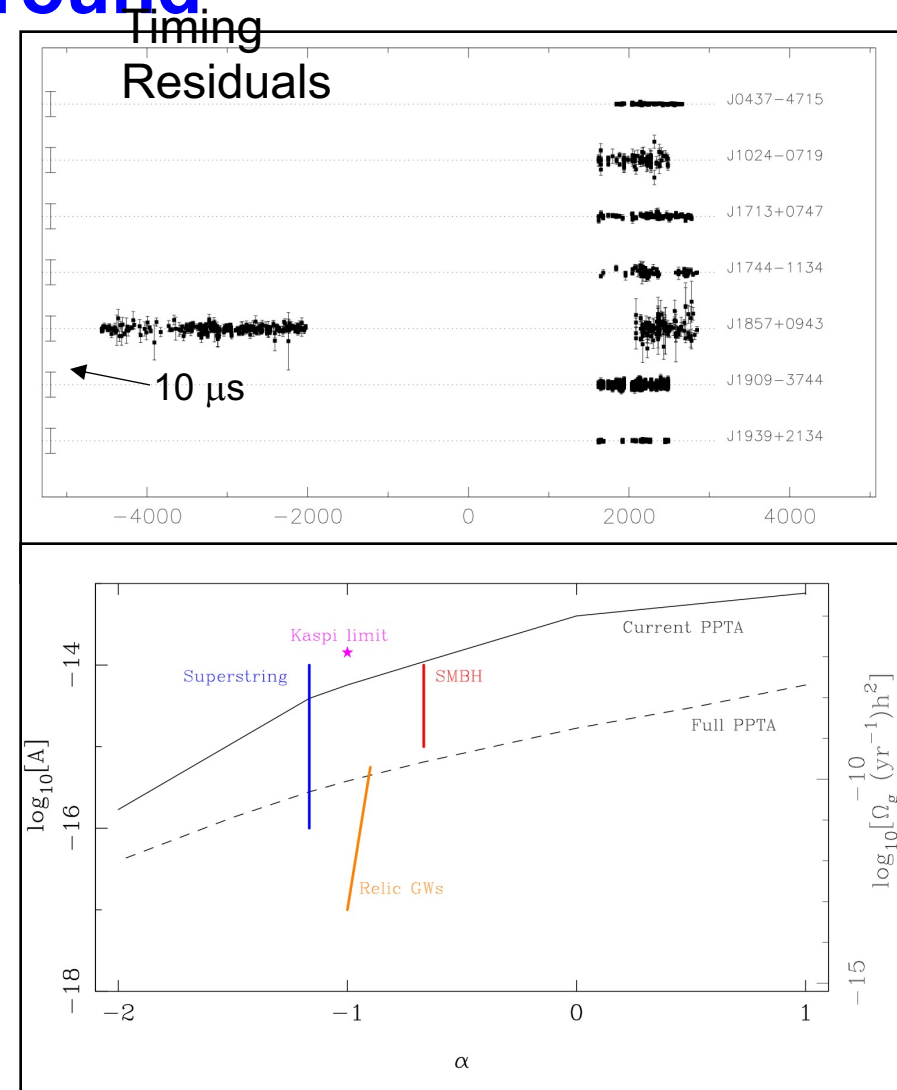 Timing
Residuals
J0437−4715
J1024−0719
J1713+0747
J1744−1134
J1857+0943
10 μs
J1909−3744
J1939+2134
−4000 −2000 0 2000 4000
Kaspi limit
Current PPTA
Superstring
SMBH
Full PPTA
Relic GWs
log10[A]
−14
−16
−18
log10[Ωg (yr−1)h2]
−10
−15
−2 −1 0 1
α